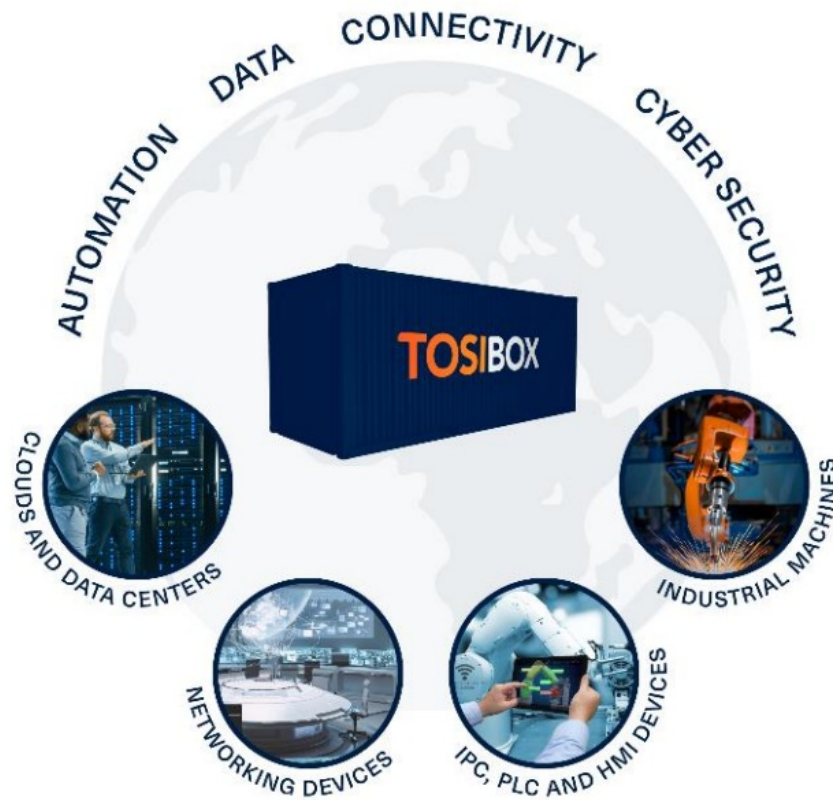 AUTOMATION
DATA
CONNECTIVITY
CYBER SECURITY
TOSIBOX
CLOUDS AND DATA CENTERS
INDUSTRIAL MACHINES
NETWORKING DEVICES
IPC, PLC AND HMI DEVICES